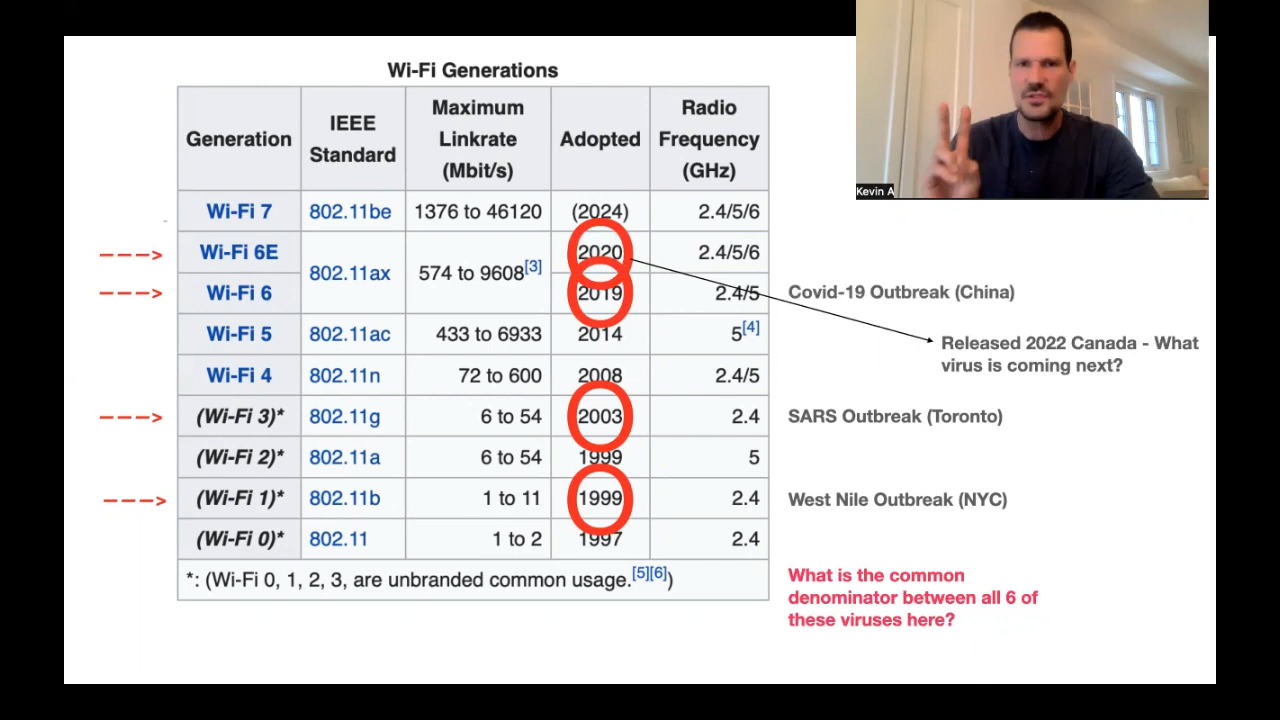 Wi-Fi Generations
Generation
IEEE
Standard
Maximum
Linkrate
(Mbit/s)
Adopted
Radio
Frequency
(GHz)
Wi-Fi 7 802.11be 1376 to 46120 (2024) 2.4/5/6
Wi-Fi 6E 802.11ax 574 to 9608[3] 2020 2.4/5/6
Wi-Fi 6 2019 2.4/5
Wi-Fi 5 802.11ac 433 to 6933 2014 5[4]
Wi-Fi 4 802.11n 72 to 600 2008 2.4/5
(Wi-Fi 3)* 802.11g 6 to 54 2003 2.4
(Wi-Fi 2)* 802.11a 6 to 54 1999 5
(Wi-Fi 1)* 802.11b 1 to 11 1999 2.4
(Wi-Fi 0)* 802.11 1 to 2 1997 2.4
*: (Wi-Fi 0, 1, 2, 3, are unbranded common usage.[5][6])
Kevin A
Covid-19 Outbreak (China)
Released 2022 Canada - What
virus is coming next?
SARS Outbreak (Toronto)
West Nile Outbreak (NYC)
What is the common
denominator between all 6 of
these viruses here?